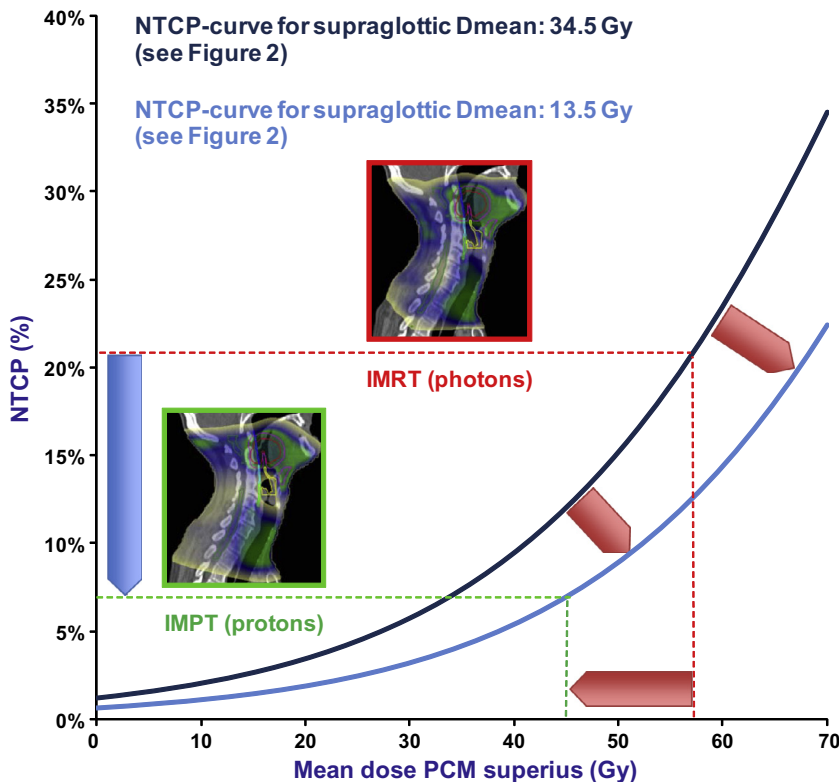 NTCP-curve for supraglottic Dmean: 34.5 Gy
(see Figure 2)
NTCP-curve for supraglottic Dmean: 13.5 Gy
(see Figure 2)
40%
35%
30%
25%
20%
15%
10%
5%
0%
NTCP (%)
IMRT (photons)
IMPT (protons)
0
10
20
30
40
50
60
70
Mean dose PCM superius (Gy)